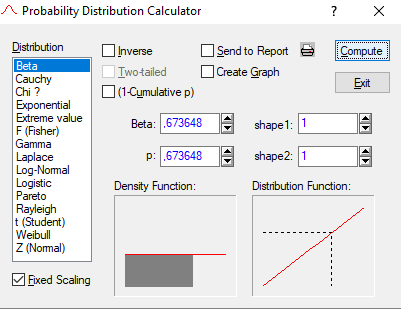 Probability Distribution Calculator
Distribution
Beta
Cauchy
Chi ?
Exponential
Extreme value
F (Fisher)
Gamma
Laplace
Log-Normal
Logistic
Pareto
Rayleigh
t (Student)
Weibull
Z (Normal)
Fixed Scaling
Inverse
Two-tailed
(1-Cumulative p)
Send to Report
Create Graph
Compute
Exit
Beta: ,673648
shape1: 1
p: ,673648
shape2: 1
Density Function:
Distribution Function: